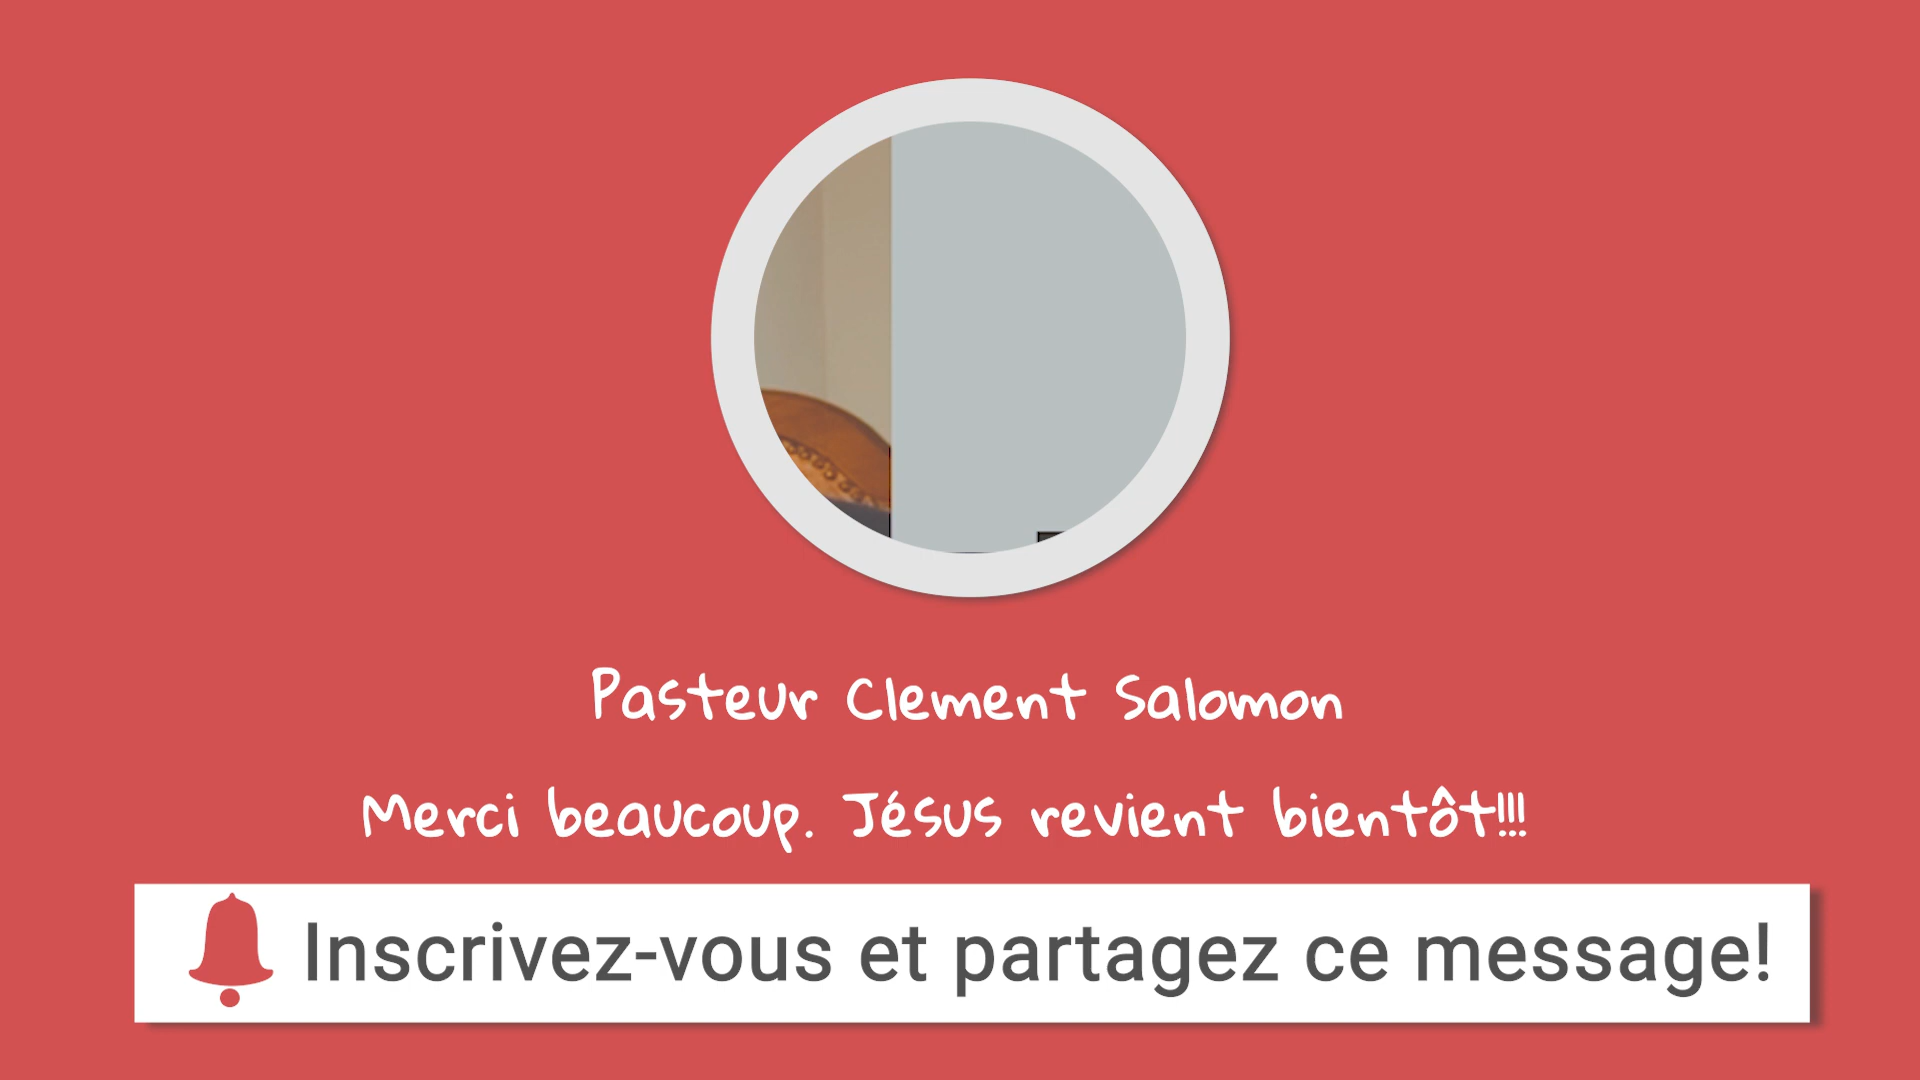 Pasteur Clement Salomon
Merci beaucoup. Jésus revient bientôt!!!
Inscrivez-vous et partagez ce message!